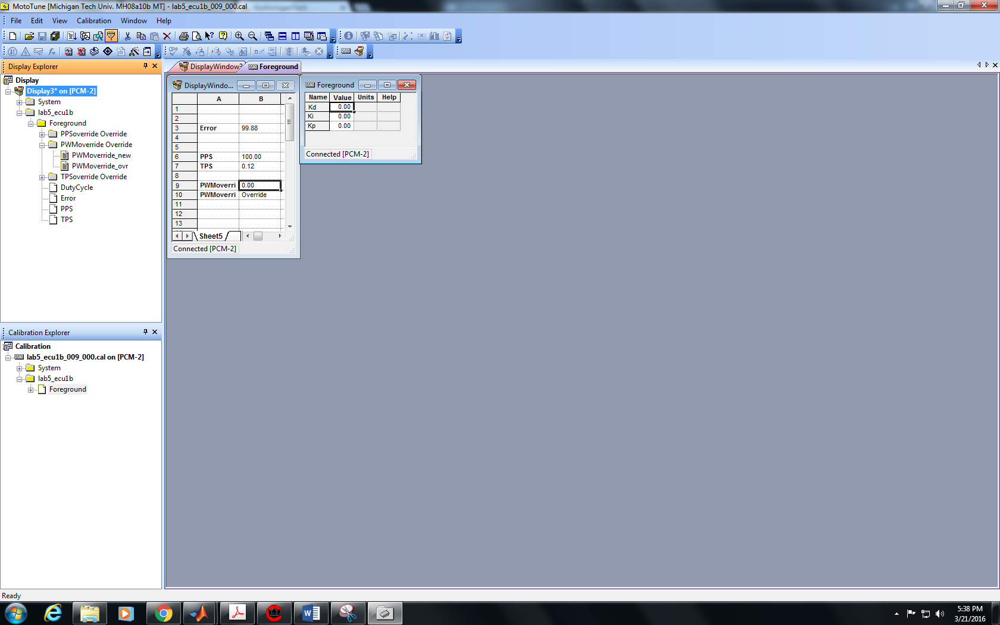 MotoTune [Michigan Tech Univ. MH08a10b MT] - lab5_ecu1b_009_000.cal
File Edit View Calibration Window Help
Display Explorer
Display
Display3* on [PCM-2]
System
lab5_ecu1b
Foreground
PPSoverride Override
PWMoverride Override
PWMoverride_new
PWMoverride_ovr
TPSoverride Override
DutyCycle
Error
PPS
TPS
Calibration Explorer
Calibration
lab5_ecu1b_009_000.cal on [PCM-2]
System
lab5_ecu1b
Foreground
DisplayWindow Foreground
DisplayWindo...
A B
1
2
3 Error 99.88
4
5
6 PPS 100.00
7 TPS 0.12
8
9 PWMoverri 0.00
10 PWMoverri Override
11
12
13
Sheet5
Connected [PCM-2]
Foreground
Name Value Units Help
Kd 0.00
Ki 0.00
Kp 0.00
Connected [PCM-2]
Ready
5:38 PM
3/21/2016